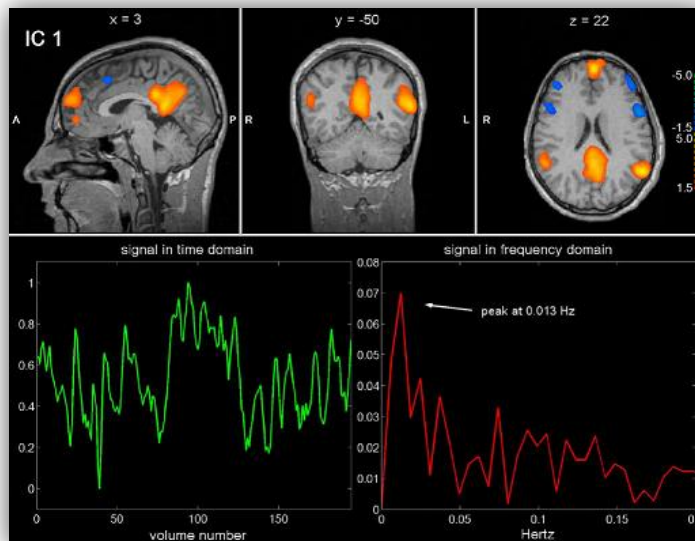 IC 1
x = 3
y = -50
z = 22
A
P
R
L
R
-5.0
-1.5
5.0
1.5
signal in time domain
1
0.8
0.6
0.4
0.2
0
0
50
100
150
volume number
signal in frequency domain
0.08
0.07
0.06
0.05
0.04
0.03
0.02
0.01
0
peak at 0.013 Hz
0
0.05
0.1
0.15
0.2
Hertz